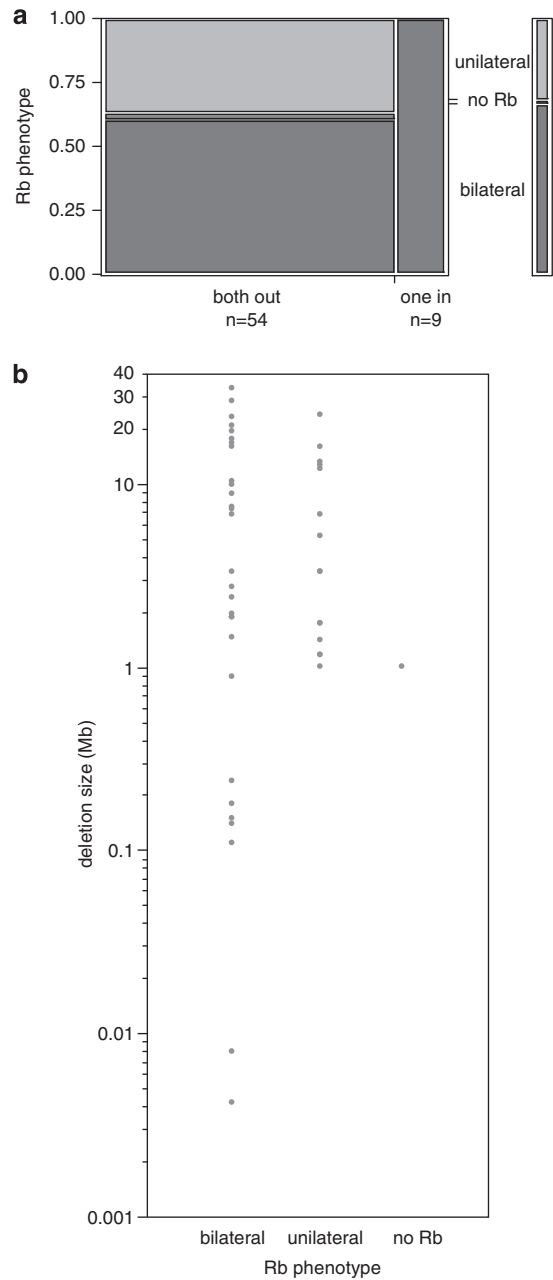 a
1.00
0.75
0.50
0.25
0.00
Rb phenotype
unilateral
no Rb
bilateral
both out
n=54
one in
n=9
b
40
30
20
10
1
0.1
0.01
0.001
deletion size (Mb)
bilateral
unilateral
no Rb
Rb phenotype